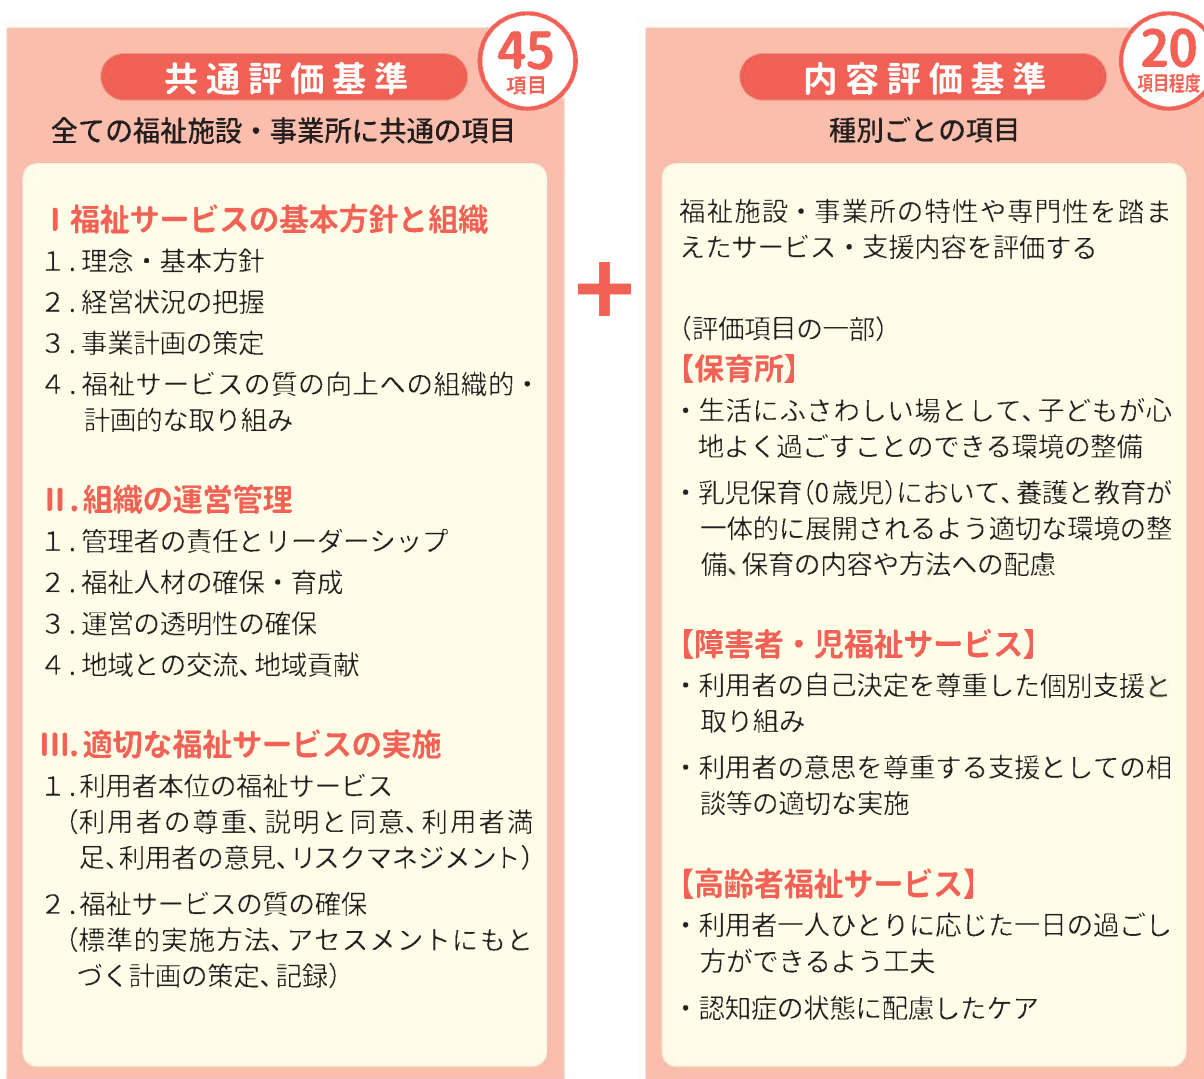 共通評価基準
45
項目
全ての福祉施設・事業所に共通の項目
Ⅰ福祉サービスの基本方針と組織
１.理念・基本方針
２.経営状況の把握
３.事業計画の策定
４.福祉サービスの質の向上への組織的・
計画的な取り組み
Ⅱ.組織の運営管理
１.管理者の責任とリーダーシップ
２.福祉人材の確保・育成
３.運営の透明性の確保
４.地域との交流、地域貢献
Ⅲ.適切な福祉サービスの実施
１.利用者本位の福祉サービス
（利用者の尊重、説明と同意、利用者満
足、利用者の意見、リスクマネジメント）
２.福祉サービスの質の確保
（標準的実施方法、アセスメントにもと
づく計画の策定、記録）
＋
内容評価基準
20
項目程度
種別ごとの項目
福祉施設・事業所の特性や専門性を踏ま
えたサービス・支援内容を評価する
（評価項目の一部）
【保育所】
・生活にふさわしい場として、子どもが心
地よく過ごすことのできる環境の整備
・乳児保育（0歳児）において、養護と教育が
一体的に展開されるよう適切な環境の整
備、保育の内容や方法への配慮
【障害者・児福祉サービス】
・利用者の自己決定を尊重した個別支援と
取り組み
・利用者の意思を尊重する支援としての相
談等の適切な実施
【高齢者福祉サービス】
・利用者一人ひとりに応じた一日の過ごし
方ができるよう工夫
・認知症の状態に配慮したケア